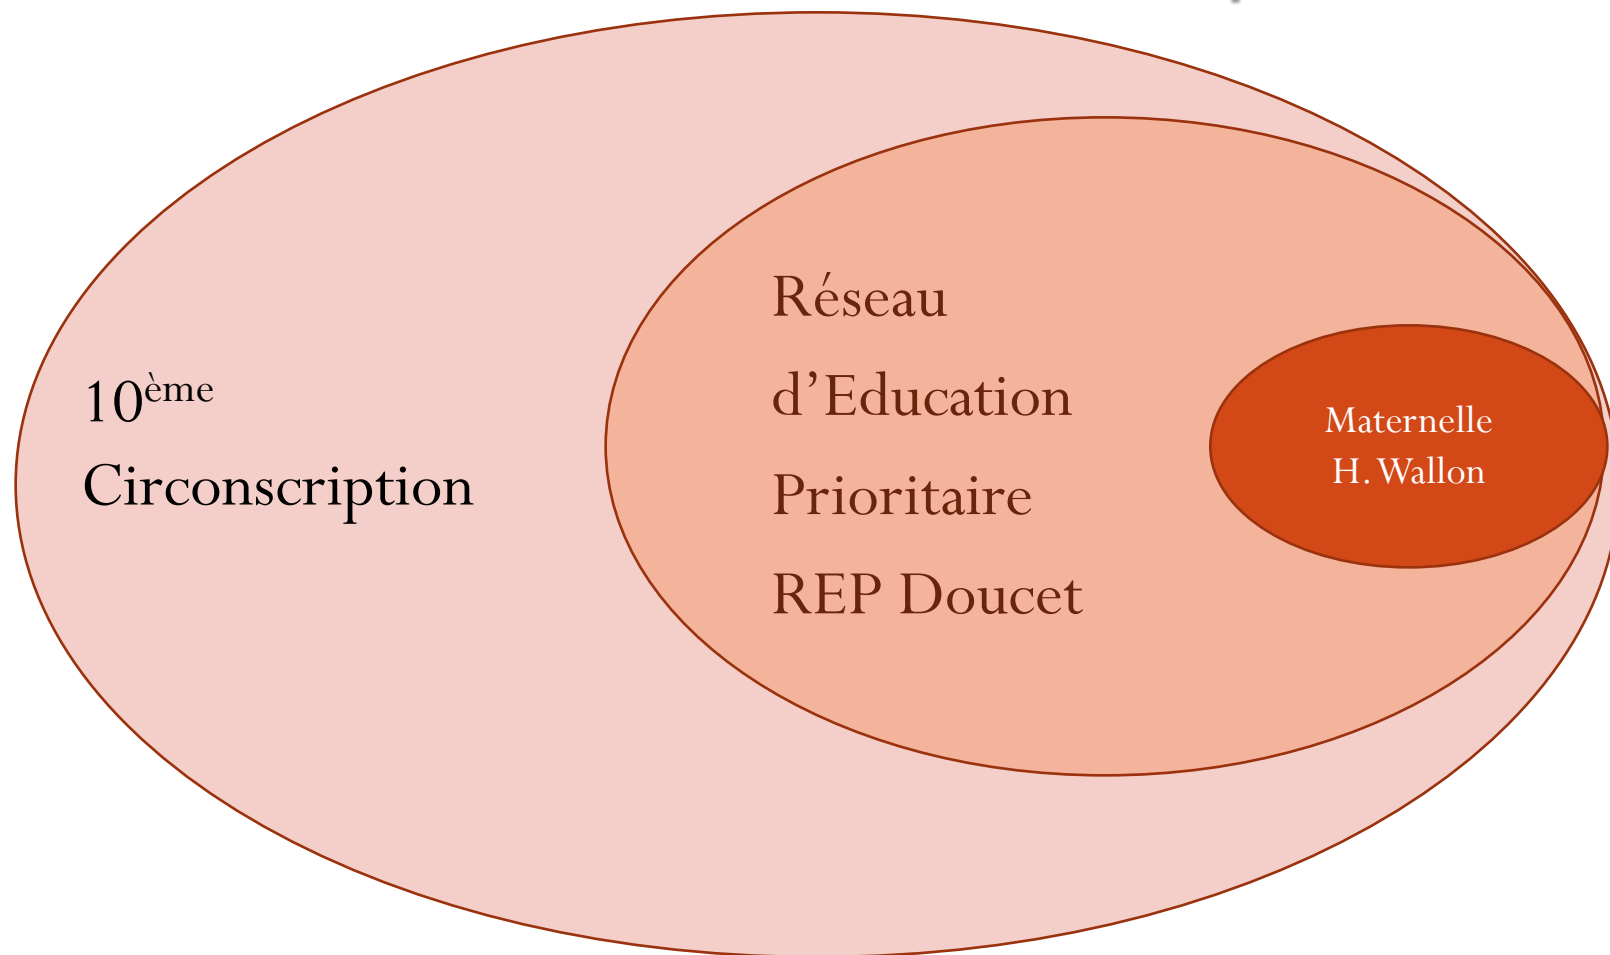 10ème
Circonscription
Réseau
d’Education
Prioritaire
REP Doucet
Maternelle
H. Wallon